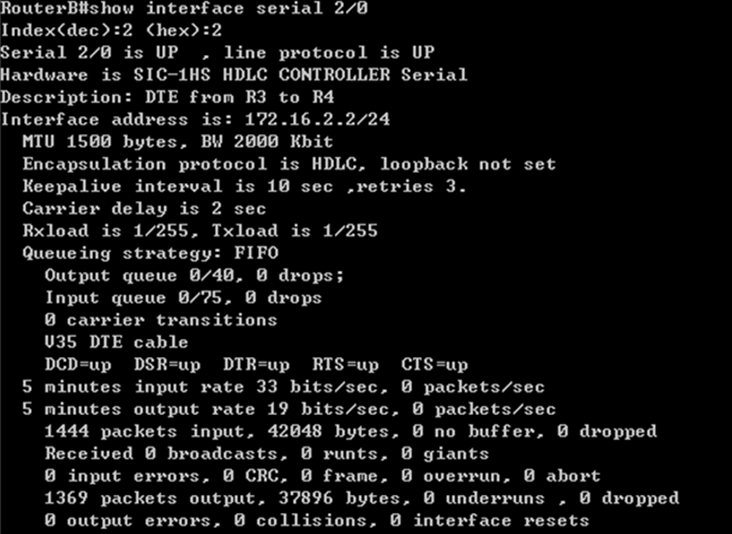 RouterB#show interface serial 2/0
Index(dec):2 (hex):2
Serial 2/0 is UP  , line protocol is UP
Hardware is SIC-1HS HDLC CONTROLLER Serial
Description: DTE from R3 to R4
Interface address is: 172.16.2.2/24
  MTU 1500 bytes, BW 2000 Kbit
  Encapsulation protocol is HDLC, loopback not set
  Keepalive interval is 10 sec ,retries 3.
  Carrier delay is 2 sec
  Rxload is 1/255, Txload is 1/255
  Queueing strategy: FIFO
    Output queue 0/40, 0 drops;
    Input queue 0/75, 0 drops
    0 carrier transitions
    V35 DTE cable
    DCD=up  DSR=up  DTR=up  RTS=up  CTS=up
  5 minutes input rate 33 bits/sec, 0 packets/sec
  5 minutes output rate 19 bits/sec, 0 packets/sec
    1444 packets input, 42048 bytes, 0 no buffer, 0 dropped
    Received 0 broadcasts, 0 runts, 0 giants
    0 input errors, 0 CRC, 0 frame, 0 overrun, 0 abort
    1369 packets output, 37896 bytes, 0 underruns , 0 dropped
    0 output errors, 0 collisions, 0 interface resets